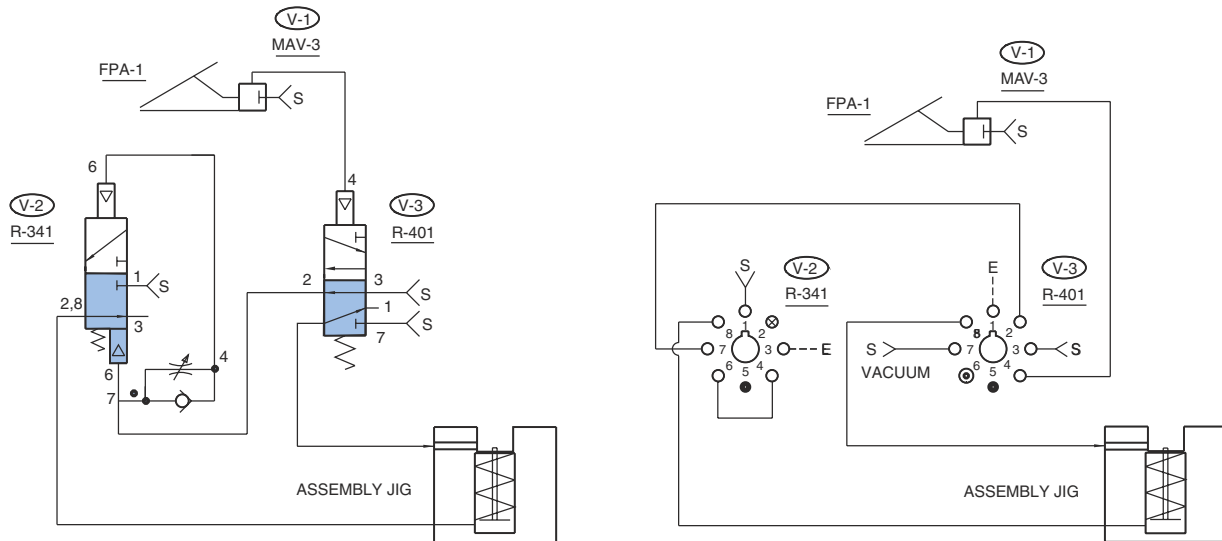 V-1
MAV-3
FPA-1
S
6
4
V-2
R-341
V-3
R-401
1
S
2,8
3
2
3
S
1
S
7
6
4
7
ASSEMBLY JIG
V-1
MAV-3
FPA-1
S
S
V-2
R-341
E
V-3
R-401
1
8
2
7
3
E
6
4
5
1
8
2
S
7
3
S
VACUUM
6
4
5
ASSEMBLY JIG